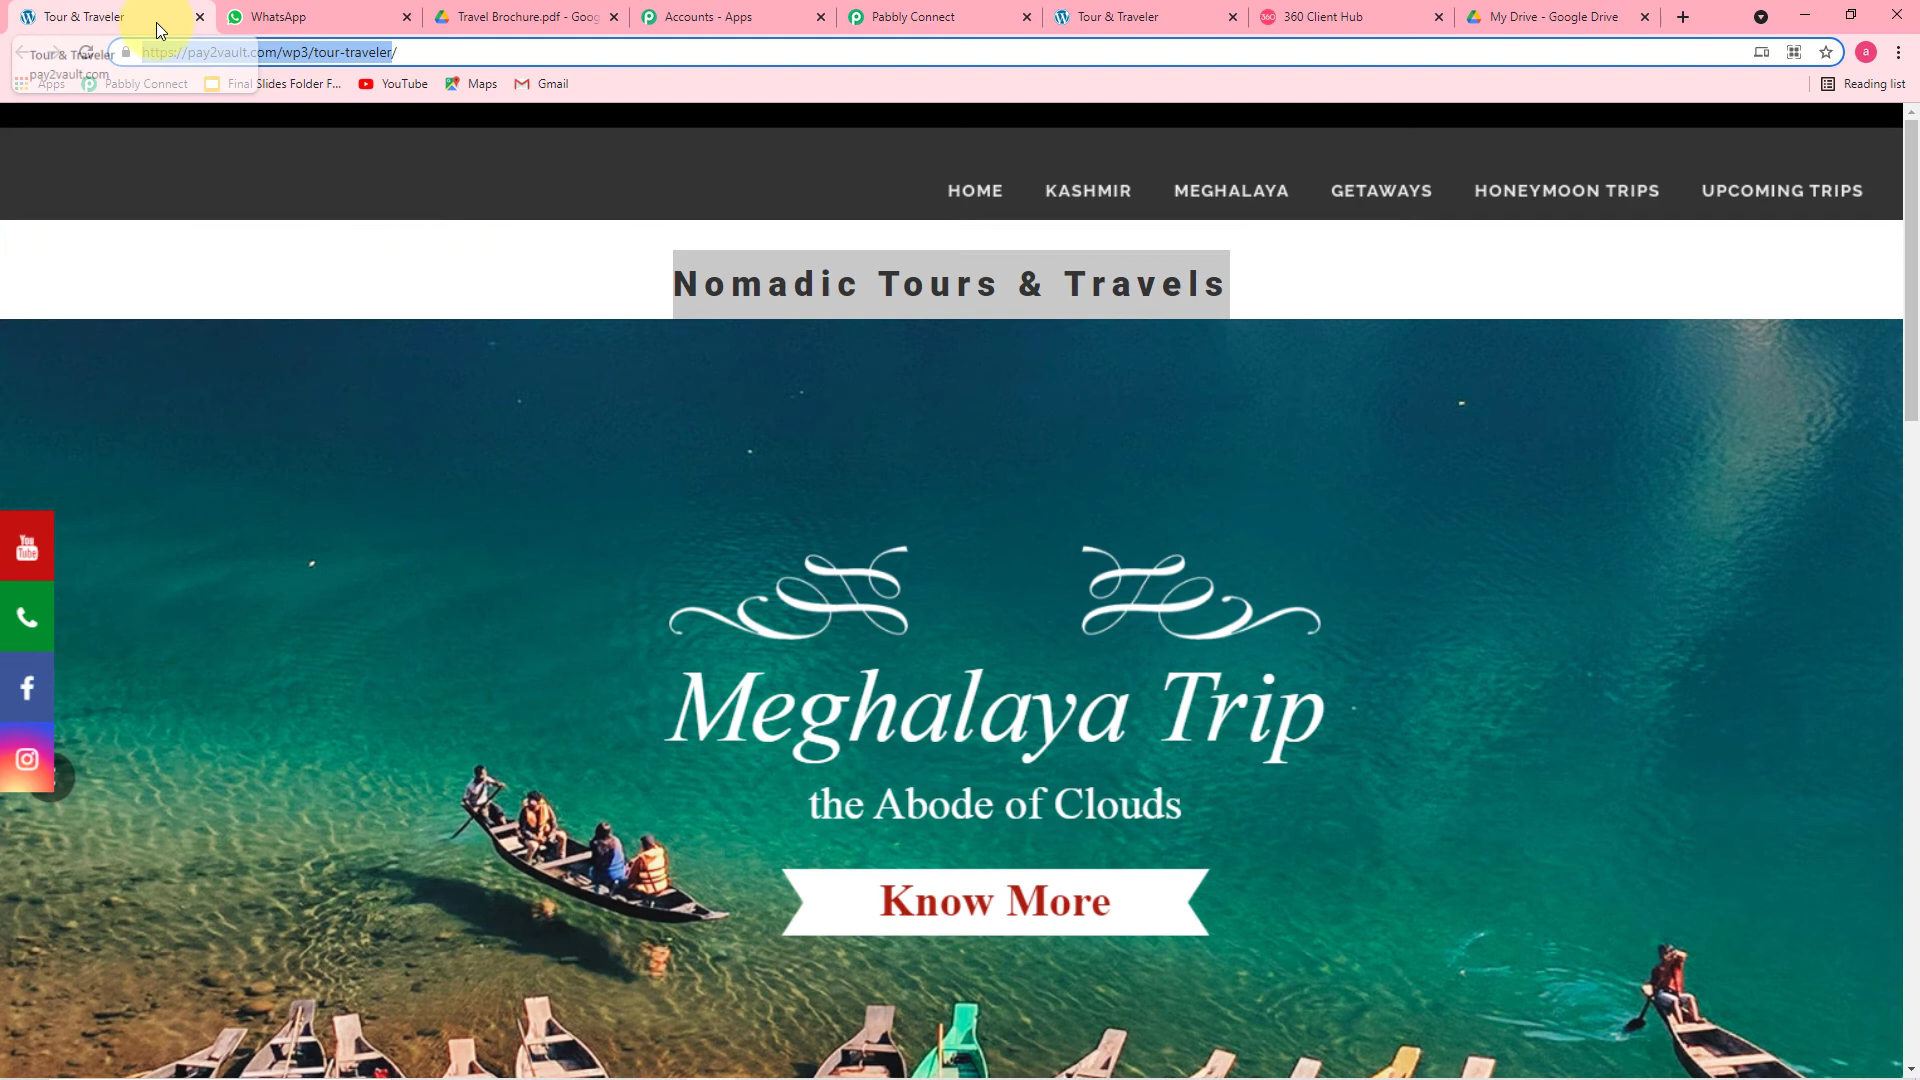 Tour & Traveler
WhatsApp
Travel Brochure.pdf - Goog
Accounts - Apps
Pabbly Connect
Tour & Traveler
360 Client Hub
My Drive - Google Drive
https://pay2vault.com/wp3/tour-traveler/
Tour & Traveler
pay2vault.com
a
Apps
Pabbly Connect
Final Slides Folder F...
YouTube
Maps
Gmail
Reading list
HOME
KASHMIR
MEGHALAYA
GETAWAYS
HONEYMOON TRIPS
UPCOMING TRIPS
Nomadic Tours & Travels
You
Tube
Meghalaya Trip
the Abode of Clouds
Know More